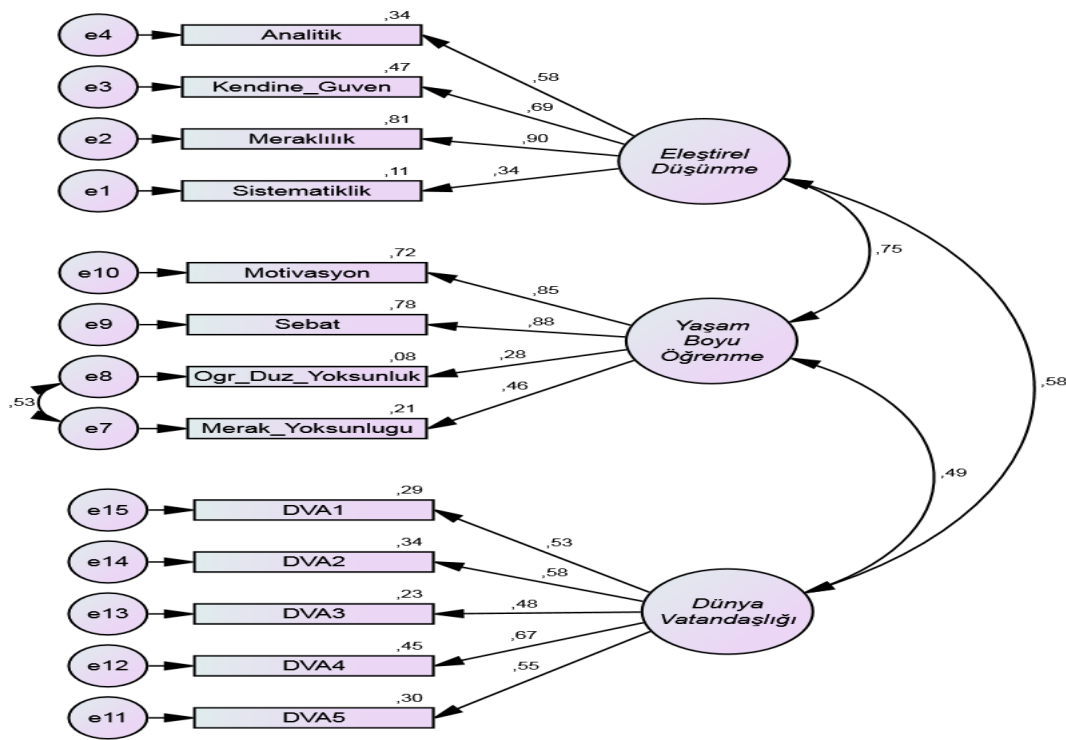 ,34
e4
Analitik
,58
,47
e3
Kendine_Guven
,69
,81
e2
Meraklılık
,90
,11
e1
Sistematiklik
,34
Eleştirel
Düşünme
,75
,72
e10
Motivasyon
,85
,78
e9
Sebat
,88
,08
e8
Ogr_Duz_Yoksunluk
,28
,53
,21
e7
Merak_Yoksunlugu
,46
Yaşam
Boyu
Öğrenme
,58
,49
,29
e15
DVA1
,53
,34
e14
DVA2
,58
,23
e13
DVA3
,48
,45
e12
DVA4
,67
,30
e11
DVA5
,55
Dünya
Vatandaşlığı